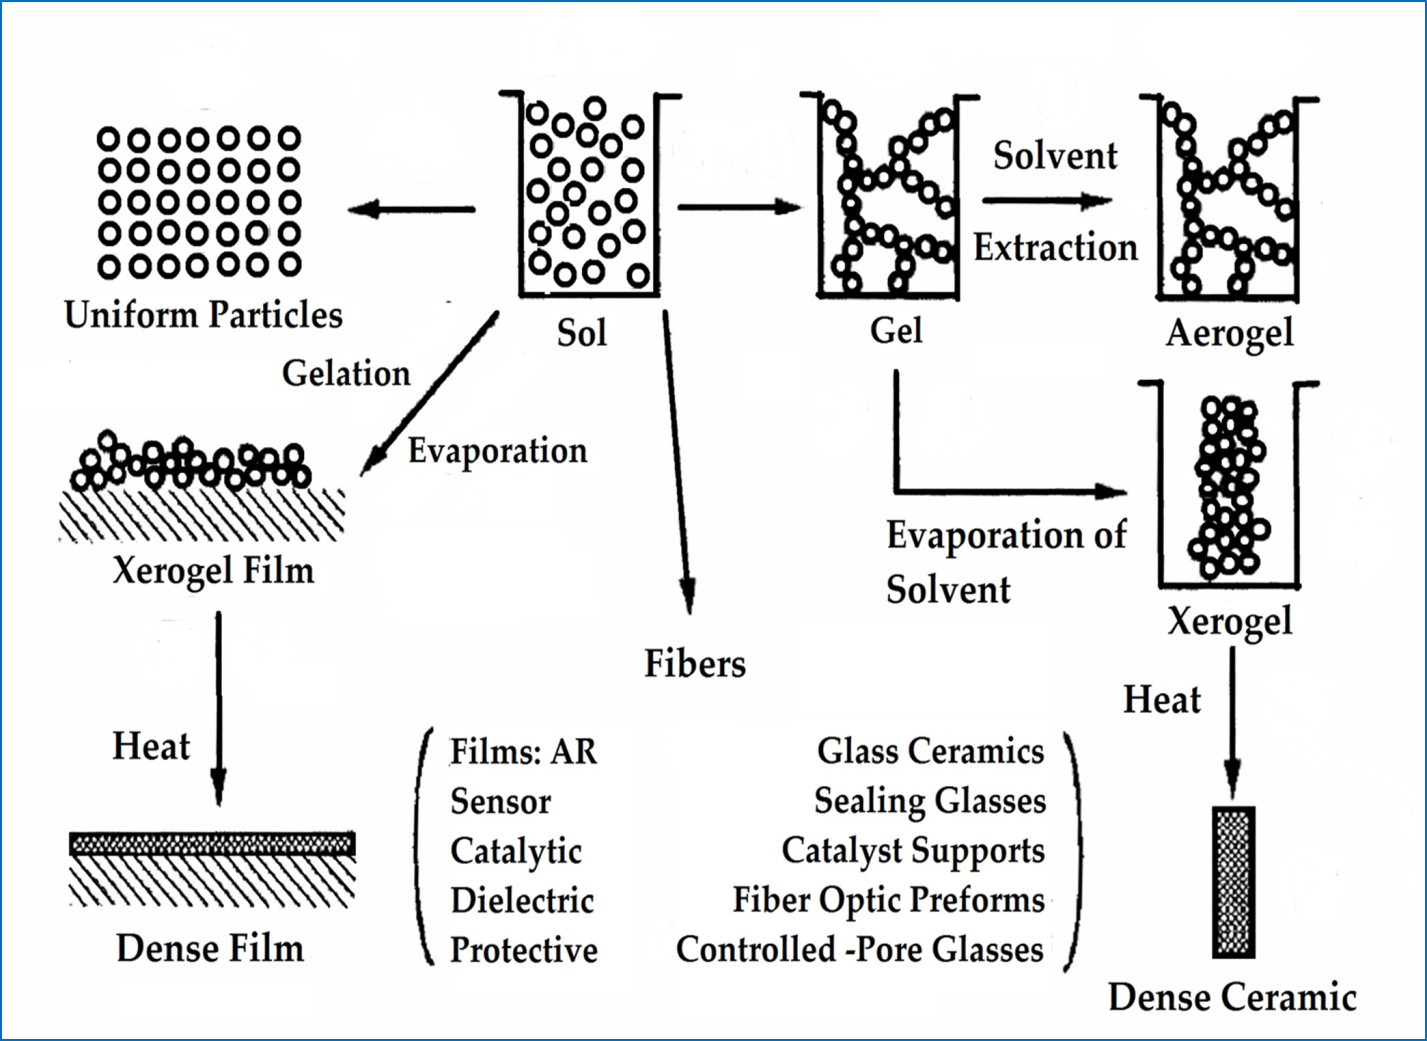 Solvent
Extraction
Uniform Particles
Sol
Gel
Aerogel
Gelation
Evaporation
Evaporation of
Solvent
Xerogel Film
Xerogel
Fibers
Heat
Heat
Films: AR
Sensor
Catalytic
Dielectric
Protective
Glass Ceramics
Sealing Glasses
Catalyst Supports
Fiber Optic Preforms
Controlled -Pore Glasses
Dense Film
Dense Ceramic